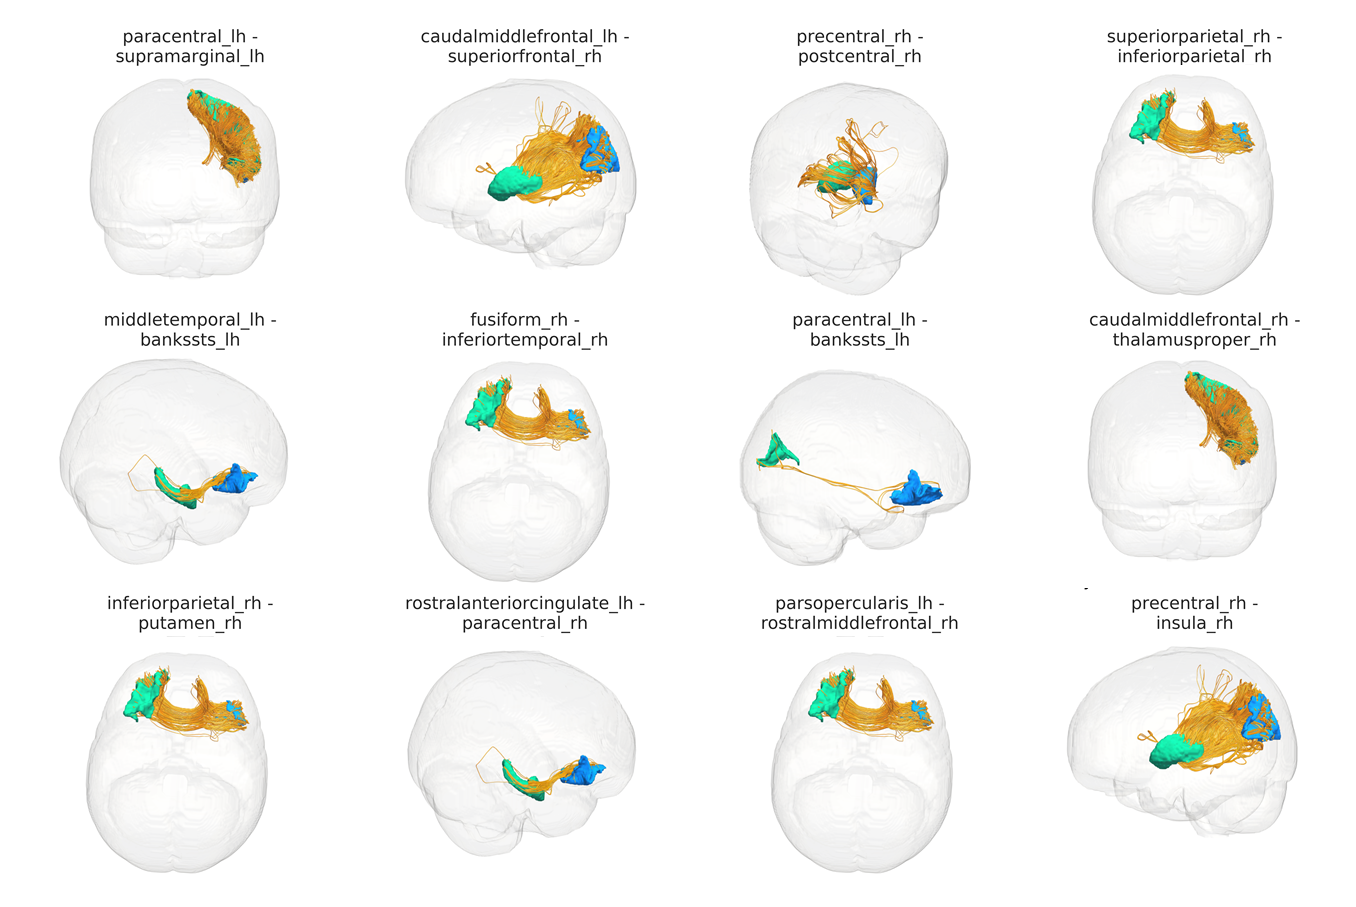 paracentral_lh -
supramarginal_lh
caudalmiddlefrontal_lh -
superiorfrontal_rh
precentral_rh -
postcentral_rh
superiorparietal_rh -
inferiorparietal_rh
middletemporal_lh -
bankssts_lh
fusiform_rh -
inferiortemporal_rh
paracentral_lh -
bankssts_lh
caudalmiddlefrontal_rh -
thalamusproper_rh
inferiorparietal_rh -
putamen_rh
rostralanteriorcingulate_lh -
paracentral_rh
parsopercularis_lh -
rostralmiddlefrontal_rh
precentral_rh -
insula_rh